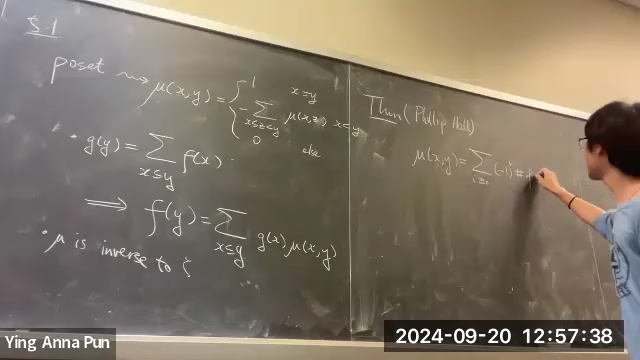 §1
poset ⇝ μ(x,y) = { 1 x=y
-∑_{x≤z<y} μ(x,z) x<y
0 else
· g(y) = ∑_{x≤y} f(x)
⟹ f(y) = ∑_{x≤y} g(x) μ(x,y)
· μ is inverse to ζ
Thm (Phillip Hall)
μ(x,y) = ∑_{i≥0} (-1)^i #
Ying Anna Pun
2024-09-20 12:57:38